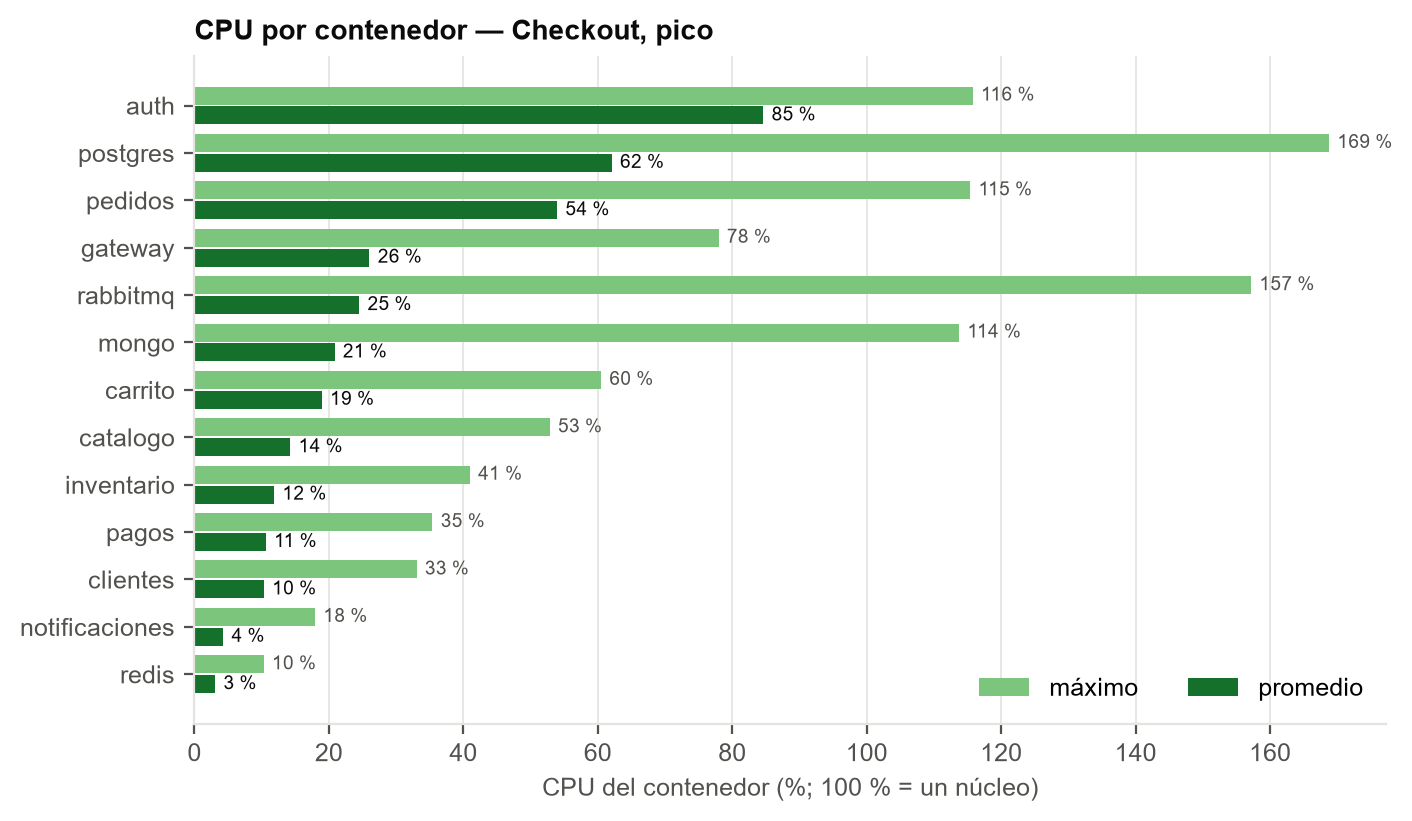 CPU por contenedor — Checkout, pico
auth
116 %
85 %
postgres
169 %
62 %
pedidos
115 %
54 %
gateway
78 %
26 %
rabbitmq
157 %
25 %
mongo
114 %
21 %
carrito
60 %
19 %
catalogo
53 %
14 %
inventario
41 %
12 %
pagos
35 %
11 %
clientes
33 %
10 %
notificaciones
18 %
4 %
redis
10 %
3 %
máximo
promedio
0 20 40 60 80 100 120 140 160
CPU del contenedor (%; 100 % = un núcleo)